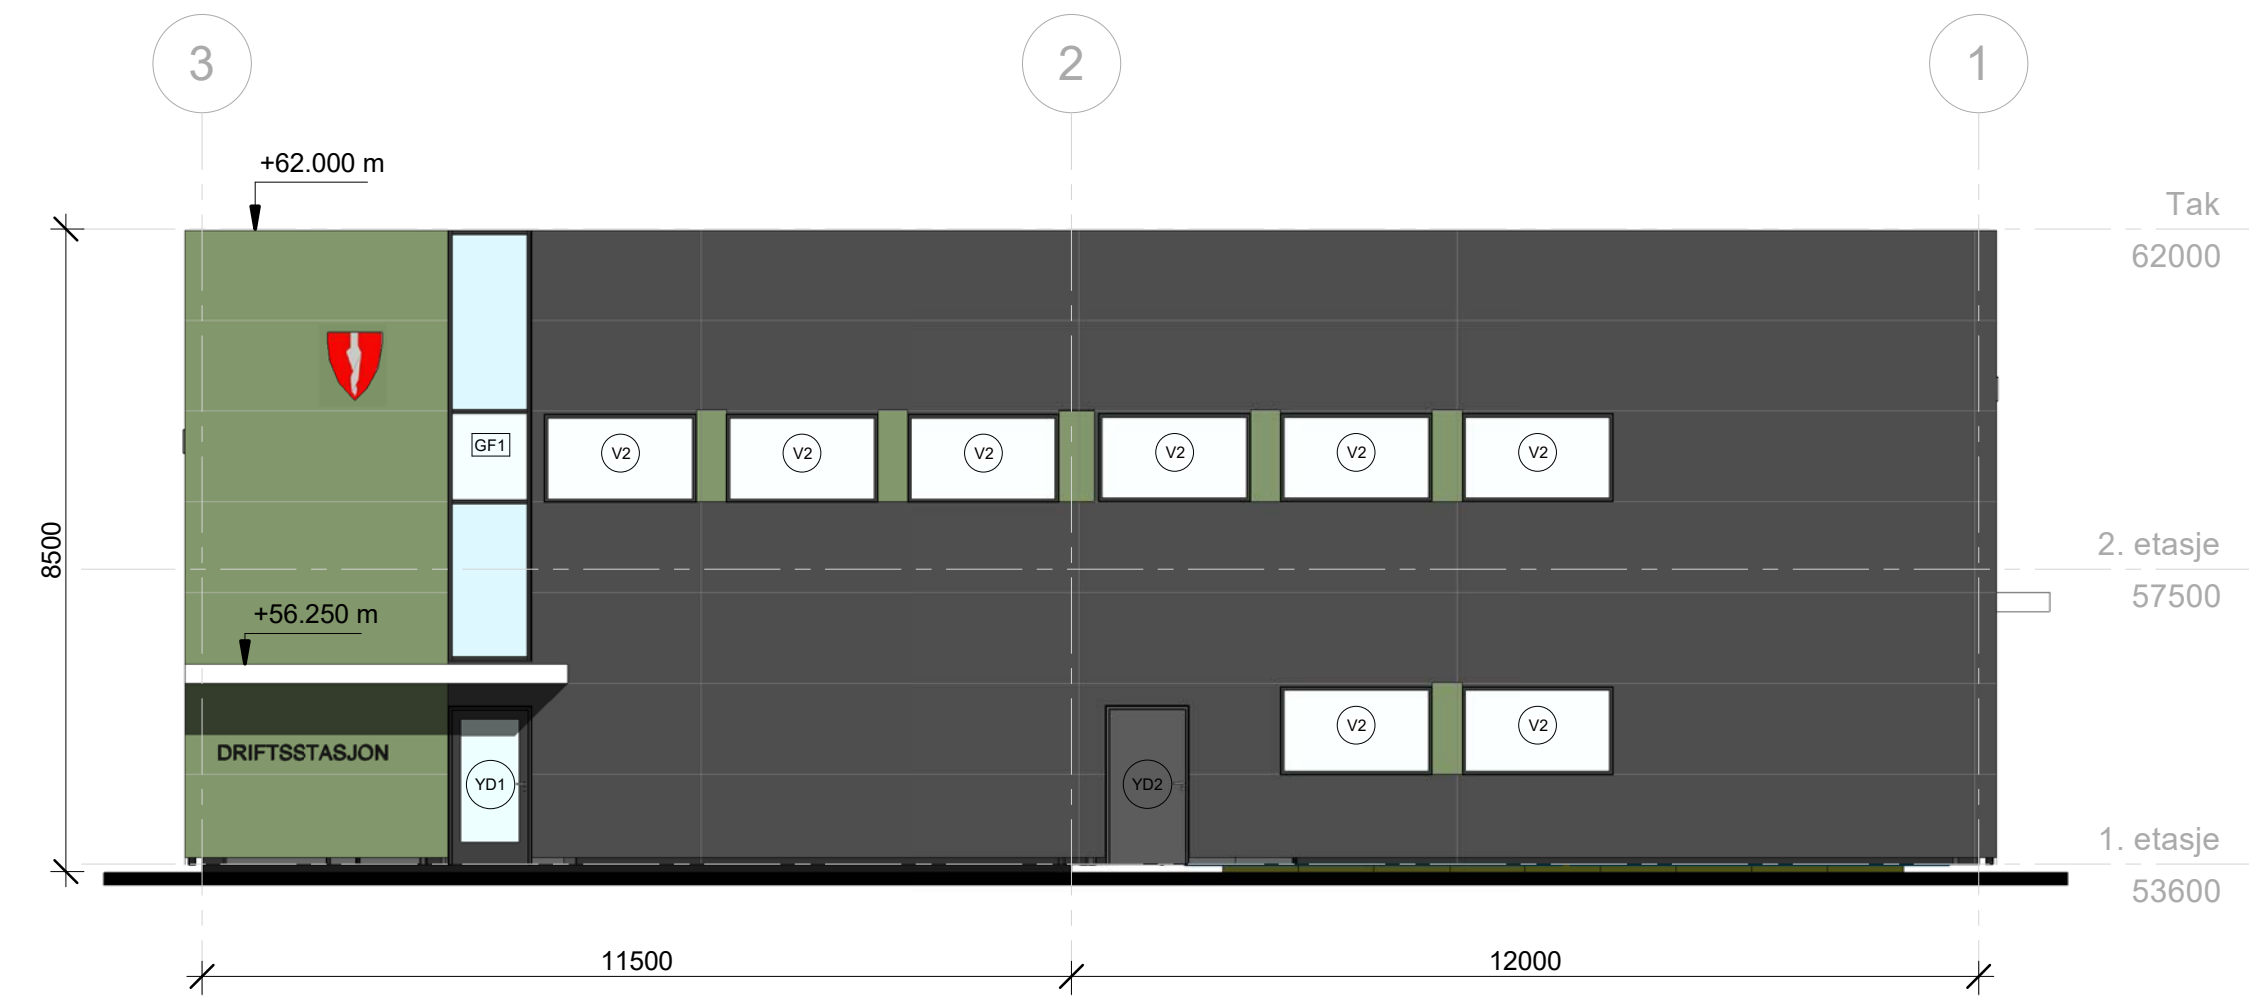 3 2 1
+62.000 m
Tak
62000
GF1
V2 V2 V2 V2 V2 V2
8500
2. etasje
57500
+56.250 m
V2 V2
DRIFTSSTASJON
YD1 YD2
1. etasje
53600
11500 12000